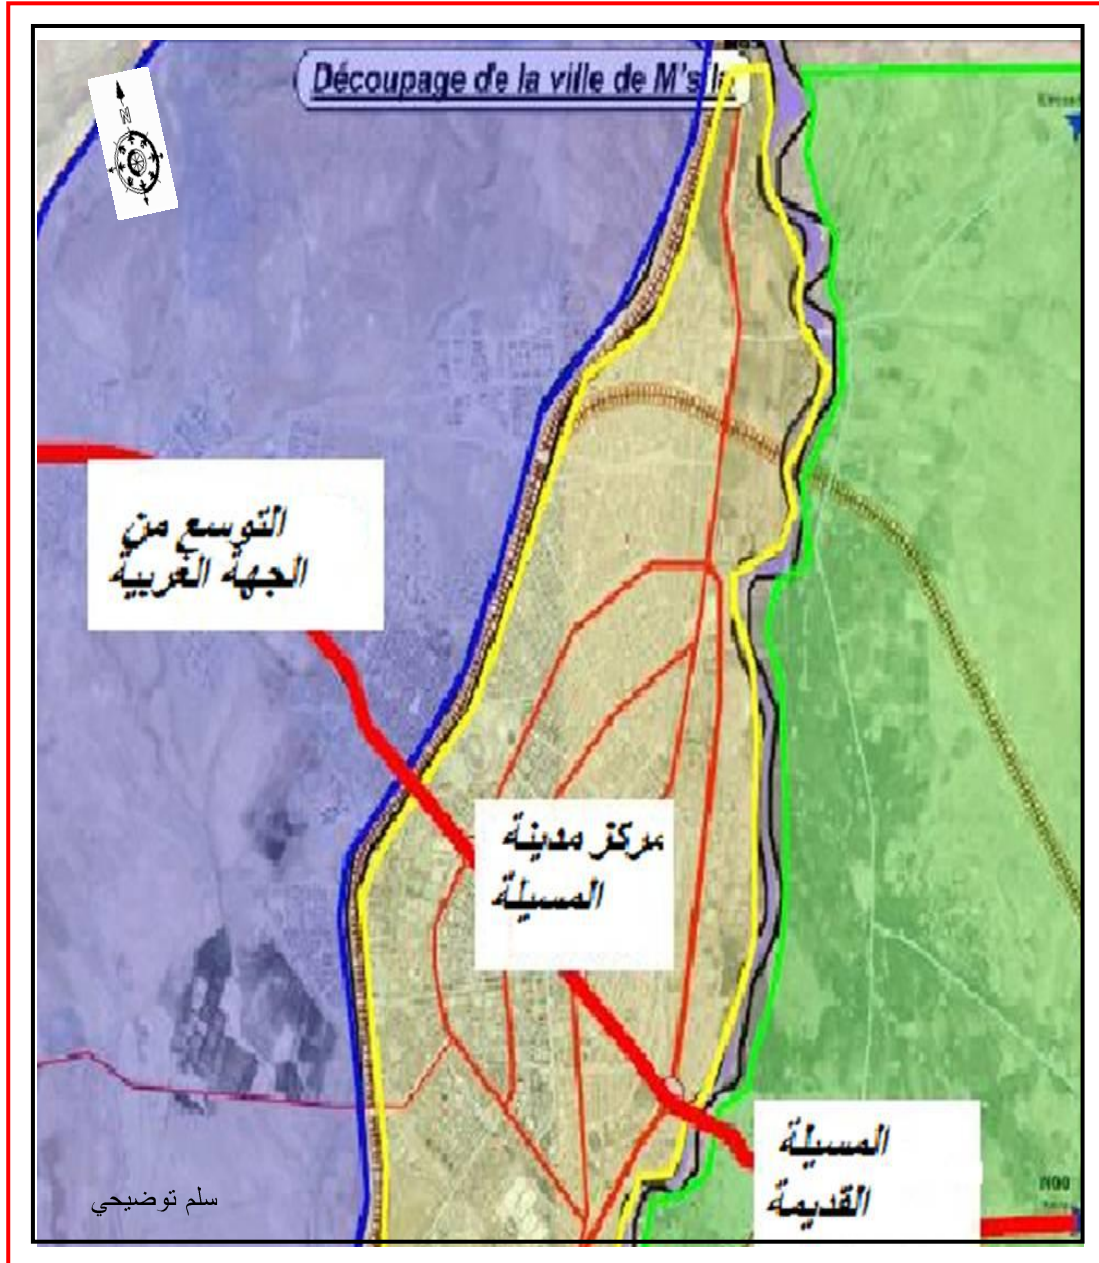 Découpage de la ville de M'sila
N
التوسع من
الجهة الغربية
مركز مدينة
المسيلة
المسيلة
القديمة
سلم توضيحي